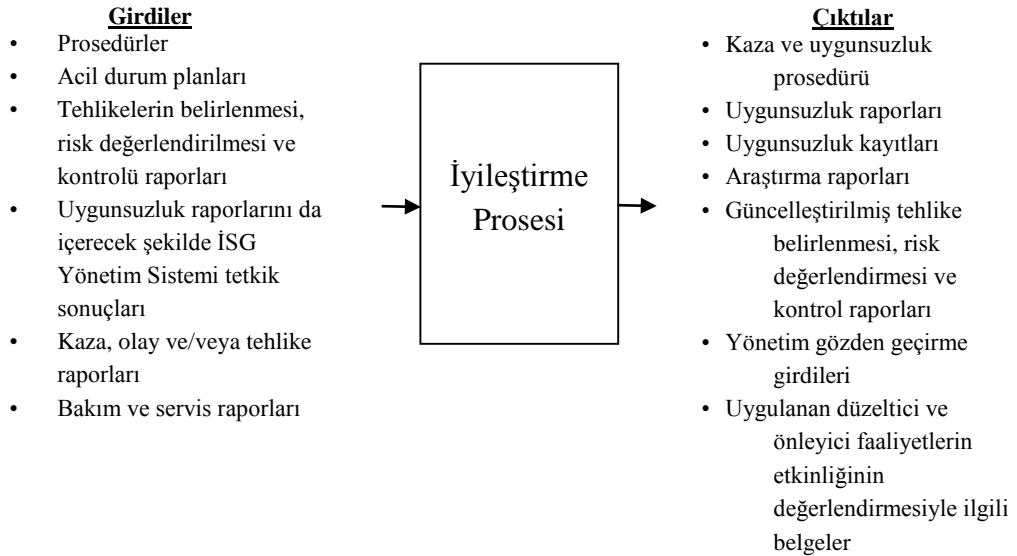 Girdiler
• Prosedürler
• Acil durum planları
• Tehlikelerin belirlenmesi,
risk değerlendirilmesi ve
kontrolü raporları
• Uygunsuzluk raporlarını da
içerecek şekilde İSG
Yönetim Sistemi tetkik
sonuçları
• Kaza, olay ve/veya tehlike
raporları
• Bakım ve servis raporları
İyileştirme
Prosesi
Çıktılar
• Kaza ve uygunsuzluk
prosedürü
• Uygunsuzluk raporları
• Uygunsuzluk kayıtları
• Araştırma raporları
• Güncelleştirilmiş tehlike
belirlenmesi, risk
değerlendirmesi ve
kontrol raporları
• Yönetim gözden geçirme
girdileri
• Uygulanan düzeltici ve
önleyici faaliyetlerin
etkinliğinin
değerlendirmesiyle ilgili
belgeler